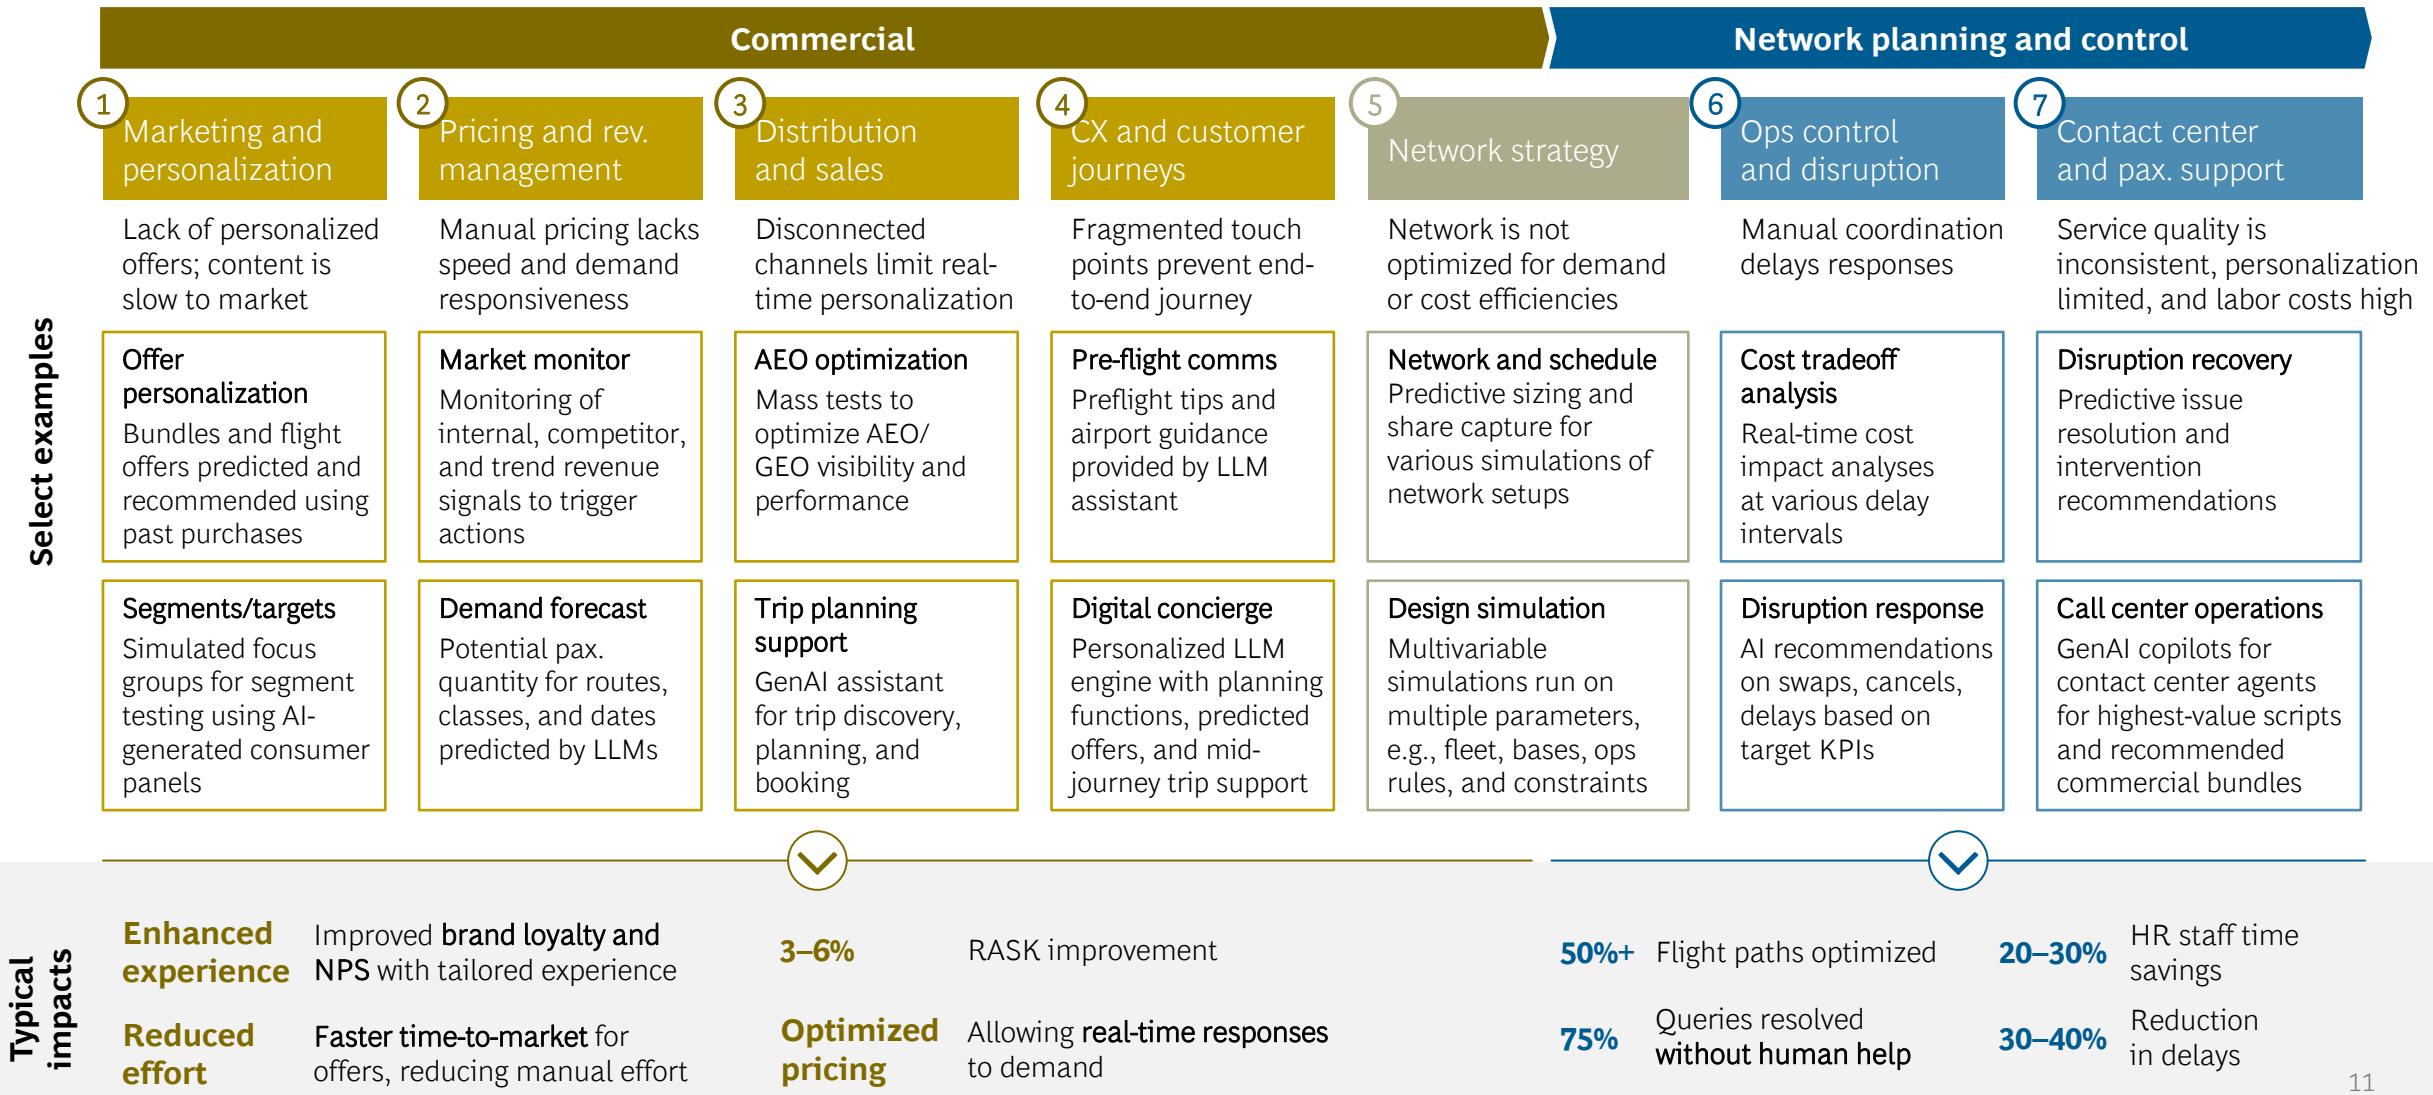 Commercial
Network planning and control
1
Marketing and
personalization
2
Pricing and rev.
management
3
Distribution
and sales
4
CX and customer
journeys
5
Network strategy
6
Ops control
and disruption
7
Contact center
and pax. support
Lack of personalized
offers; content is
slow to market
Manual pricing lacks
speed and demand
responsiveness
Disconnected
channels limit real-
time personalization
Fragmented touch
points prevent end-
to-end journey
Network is not
optimized for demand
or cost efficiencies
Manual coordination
delays responses
Service quality is
inconsistent, personalization
limited, and labor costs high
Select examples
Offer
personalization
Bundles and flight
offers predicted and
recommended using
past purchases
Market monitor
Monitoring of
internal, competitor,
and trend revenue
signals to trigger
actions
AEO optimization
Mass tests to
optimize AEO/
GEO visibility and
performance
Pre-flight comms
Preflight tips and
airport guidance
provided by LLM
assistant
Network and schedule
Predictive sizing and
share capture for
various simulations of
network setups
Cost tradeoff
analysis
Real-time cost
impact analyses
at various delay
intervals
Disruption recovery
Predictive issue
resolution and
intervention
recommendations
Segments/targets
Simulated focus
groups for segment
testing using AI-
generated consumer
panels
Demand forecast
Potential pax.
quantity for routes,
classes, and dates
predicted by LLMs
Trip planning
support
GenAI assistant
for trip discovery,
planning, and
booking
Digital concierge
Personalized LLM
engine with planning
functions, predicted
offers, and mid-
journey trip support
Design simulation
Multivariable
simulations run on
multiple parameters,
e.g., fleet, bases, ops
rules, and constraints
Disruption response
AI recommendations
on swaps, cancels,
delays based on
target KPIs
Call center operations
GenAI copilots for
contact center agents
for highest-value scripts
and recommended
commercial bundles
Typical
impacts
Enhanced
experience
Improved brand loyalty and
NPS with tailored experience
3–6%
RASK improvement
50%+
Flight paths optimized
20–30%
HR staff time
savings
Reduced
effort
Faster time-to-market for
offers, reducing manual effort
Optimized
pricing
Allowing real-time responses
to demand
75%
Queries resolved
without human help
30–40%
Reduction
in delays
11